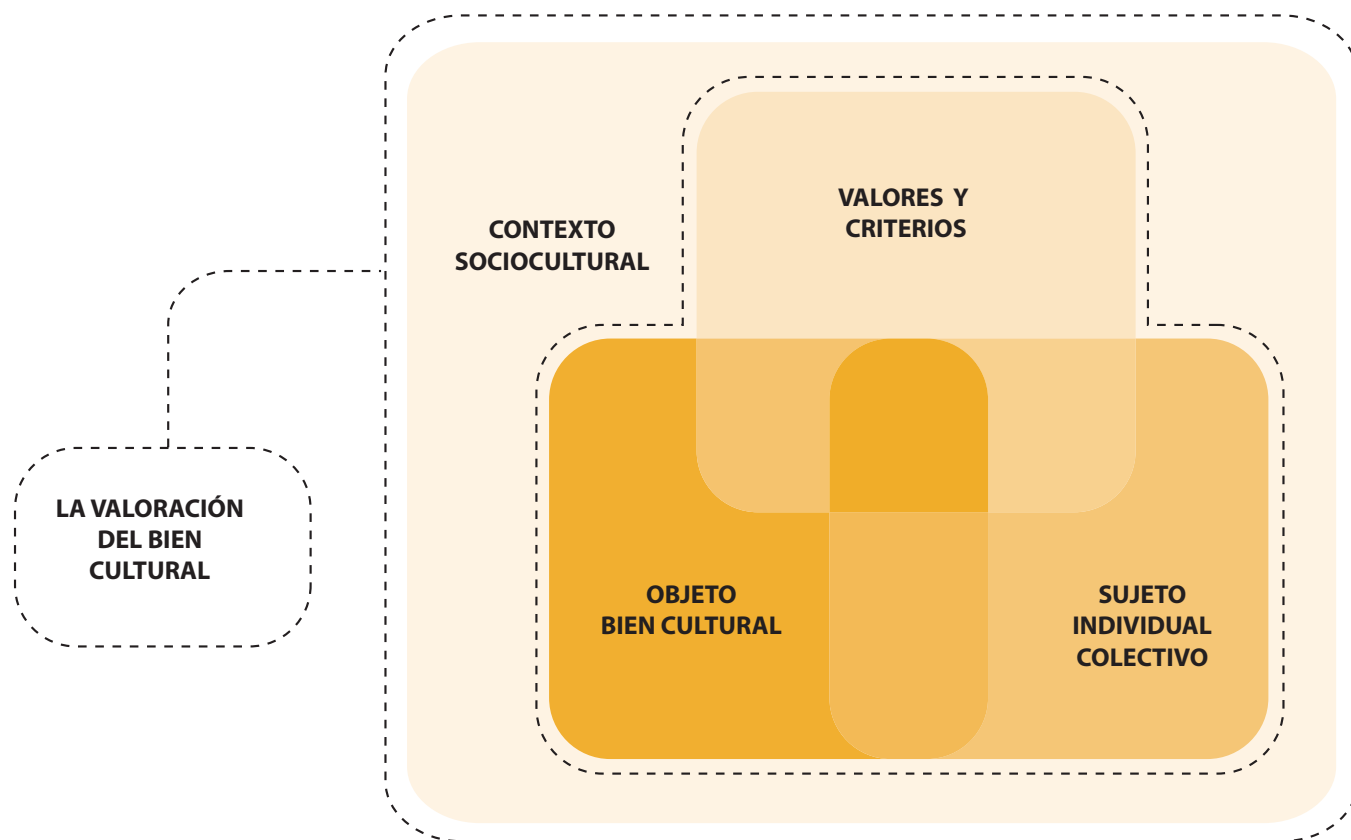 VALORES Y
CRITERIOS
CONTEXTO
SOCIOCULTURAL
LA VALORACIÓN
DEL BIEN
CULTURAL
OBJETO
BIEN CULTURAL
SUJETO
INDIVIDUAL
COLECTIVO